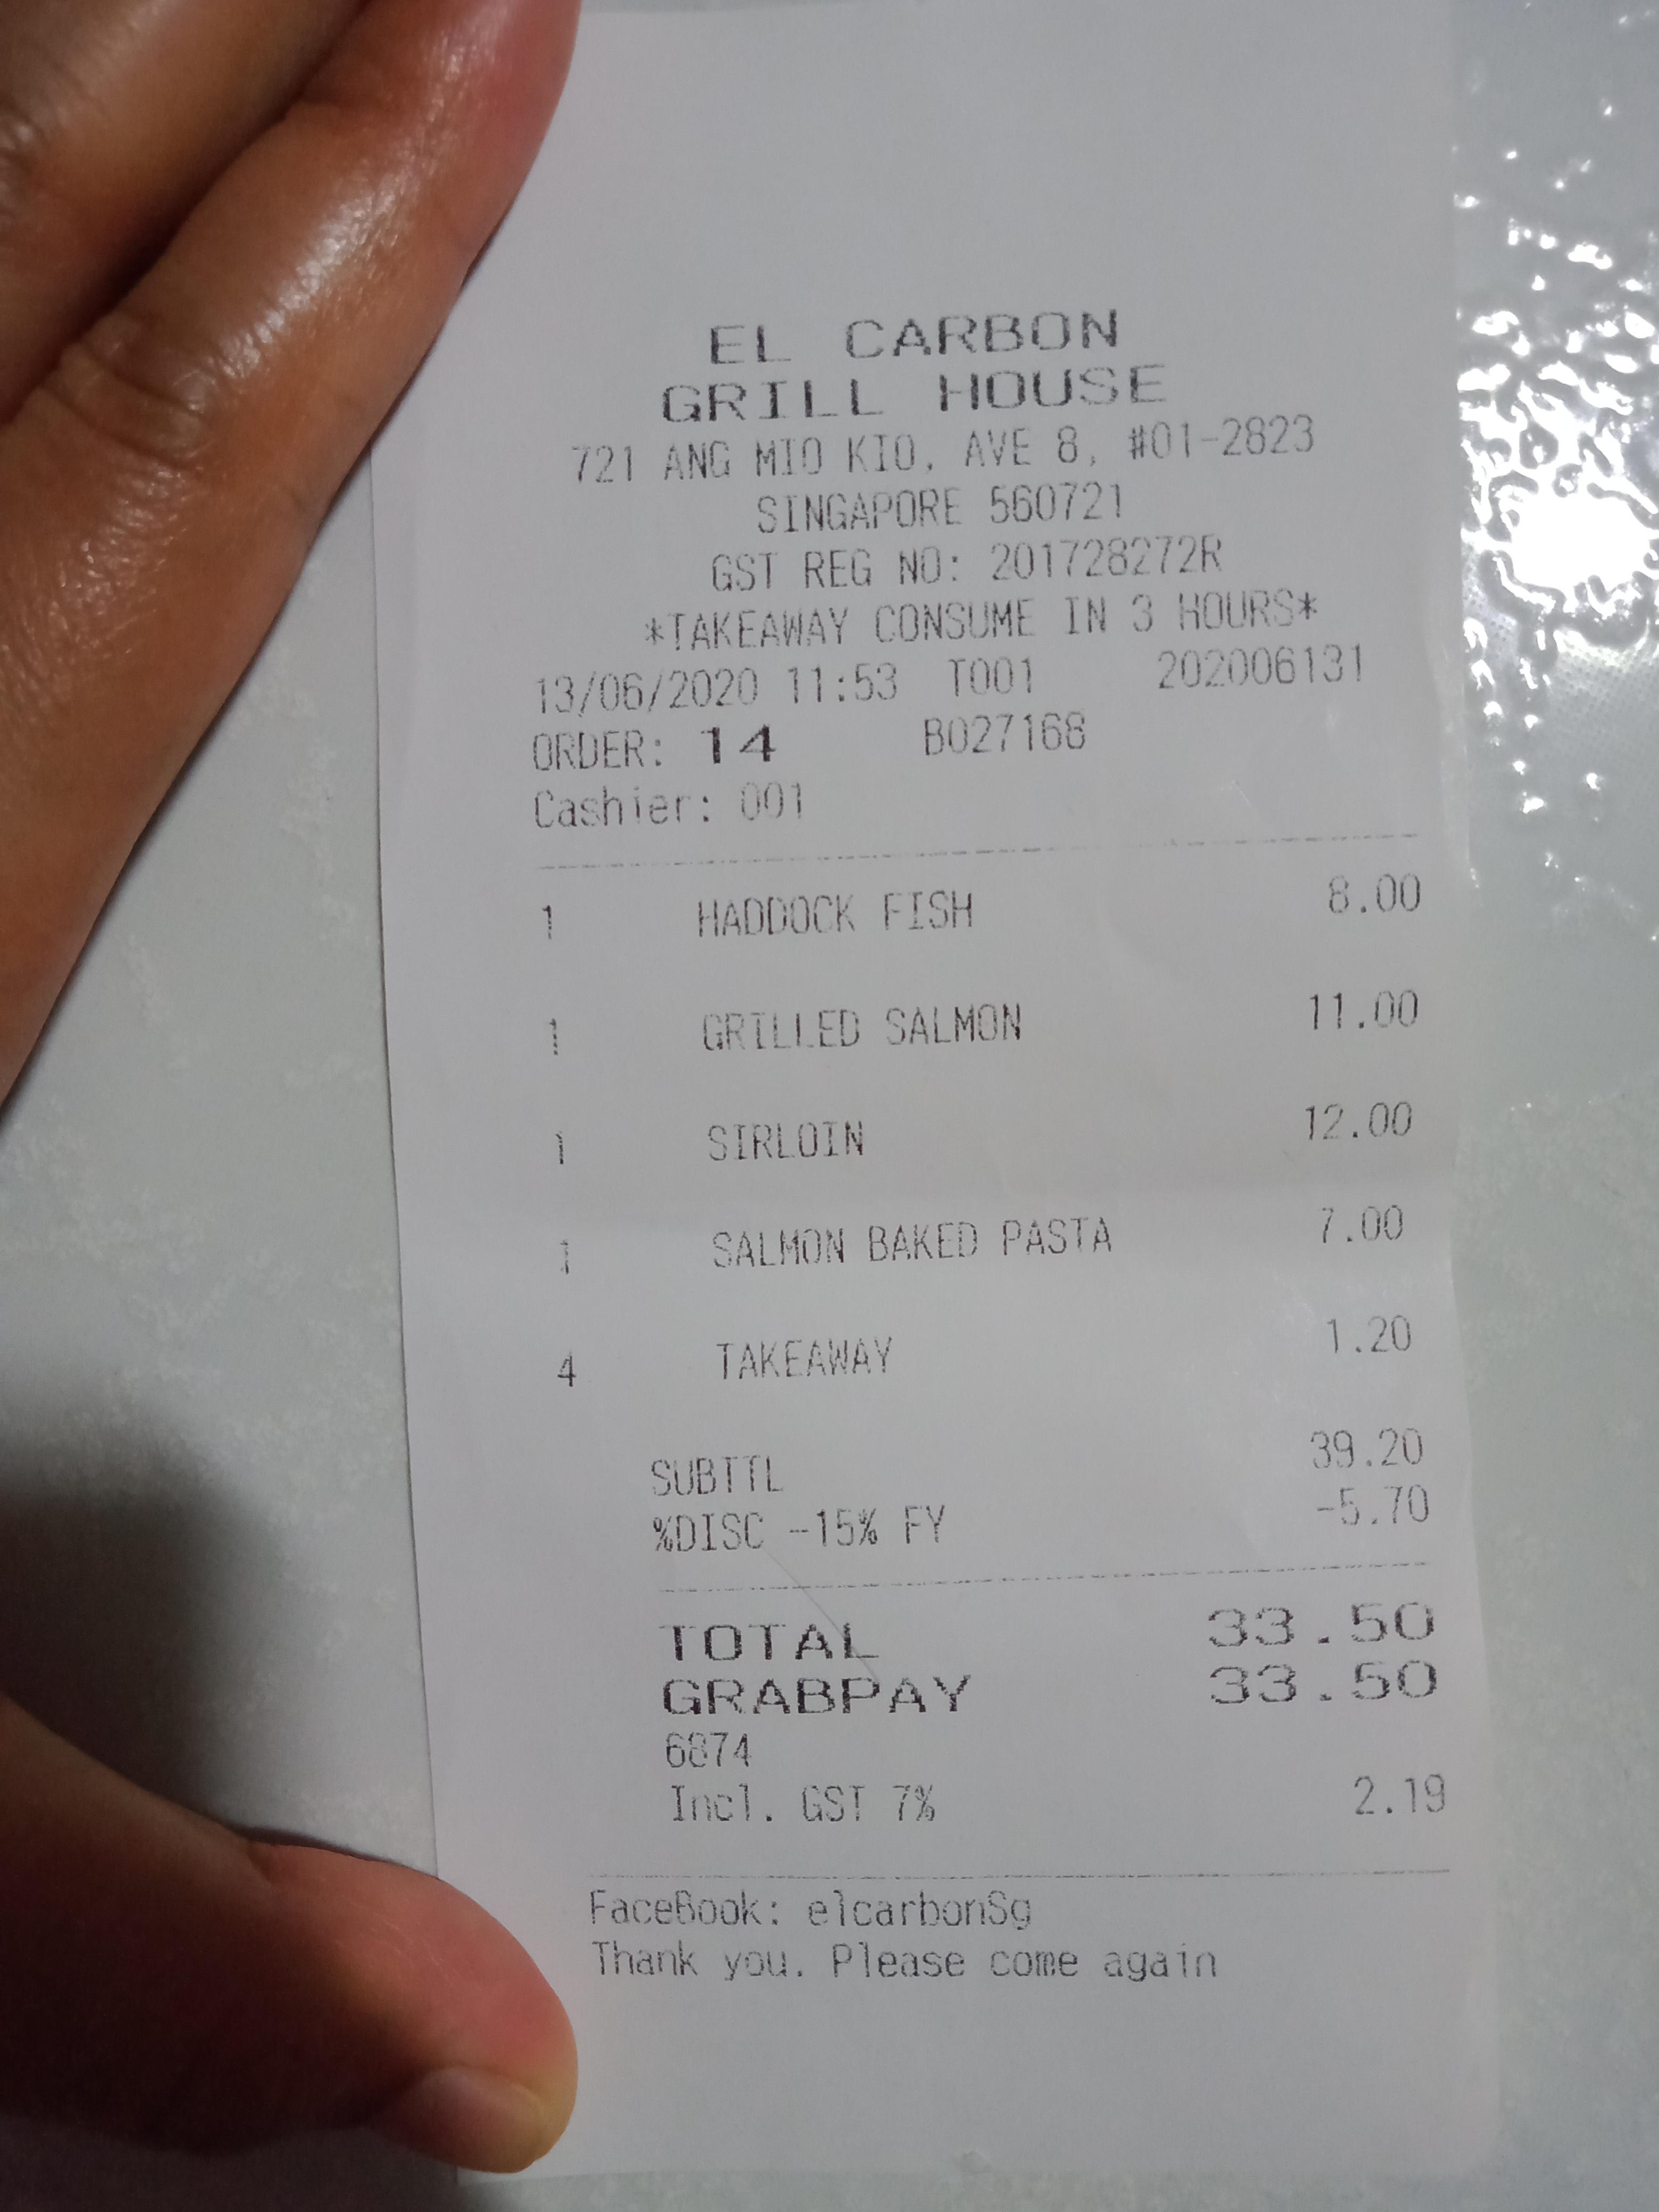 EL CARBON
GRILL HOUSE
721 ANG MIO KIO, AVE 8, #01-2823
SINGAPORE 560721
GST REG NO: 201728272R
*TAKEAWAY CONSUME IN 3 HOURS*
13/06/2020 11:53 T001 202006131
ORDER: 14 B027168
Cashier: 001
1 HADDOCK FISH 8.00
1 GRILLED SALMON 11.00
1 SIRLOIN 12.00
1 SALMON BAKED PASTA 7.00
4 TAKEAWAY 1.20
SUBTTL 39.20
%DISC -15% FY -5.70
TOTAL 33.50
GRABPAY 33.50
6874
Incl. GST 7% 2.19
FaceBook: elcarbonSg
Thank you. Please come again